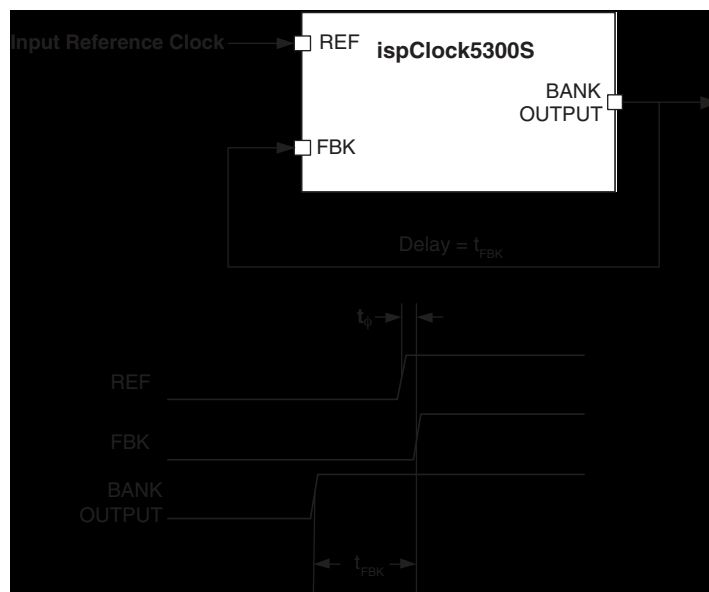 Input Reference Clock
REF
ispClock5300S
BANK
OUTPUT
FBK
Delay = tFBK
tϕ
REF
FBK
BANK
OUTPUT
tFBK